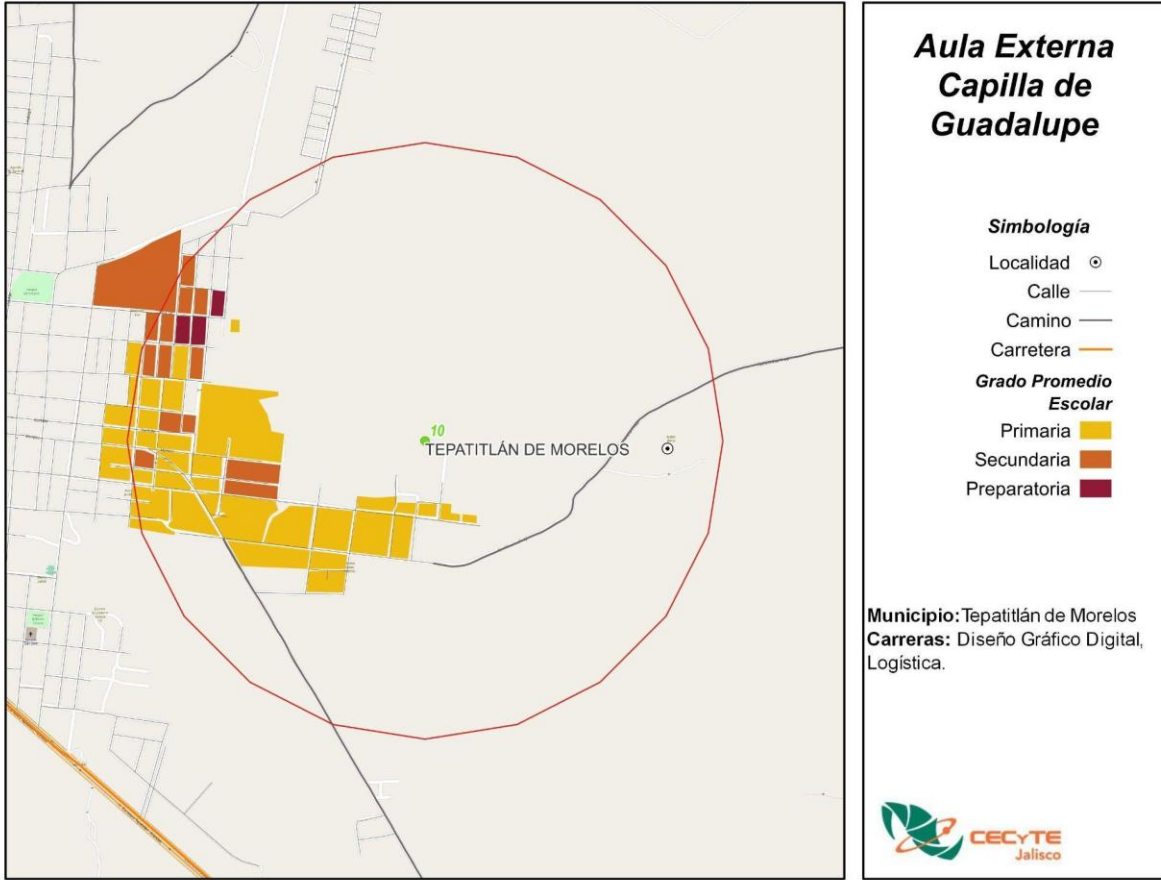 Aula Externa
Capilla de
Guadalupe
Simbología
Localidad
Calle
Camino
Carretera
Grado Promedio
Escolar
Primaria
Secundaria
Preparatoria
Municipio: Tepatitlán de Morelos
Carreras: Diseño Gráfico Digital,
Logística.
CECyTE
Jalisco
10
TEPATITLÁN DE MORELOS